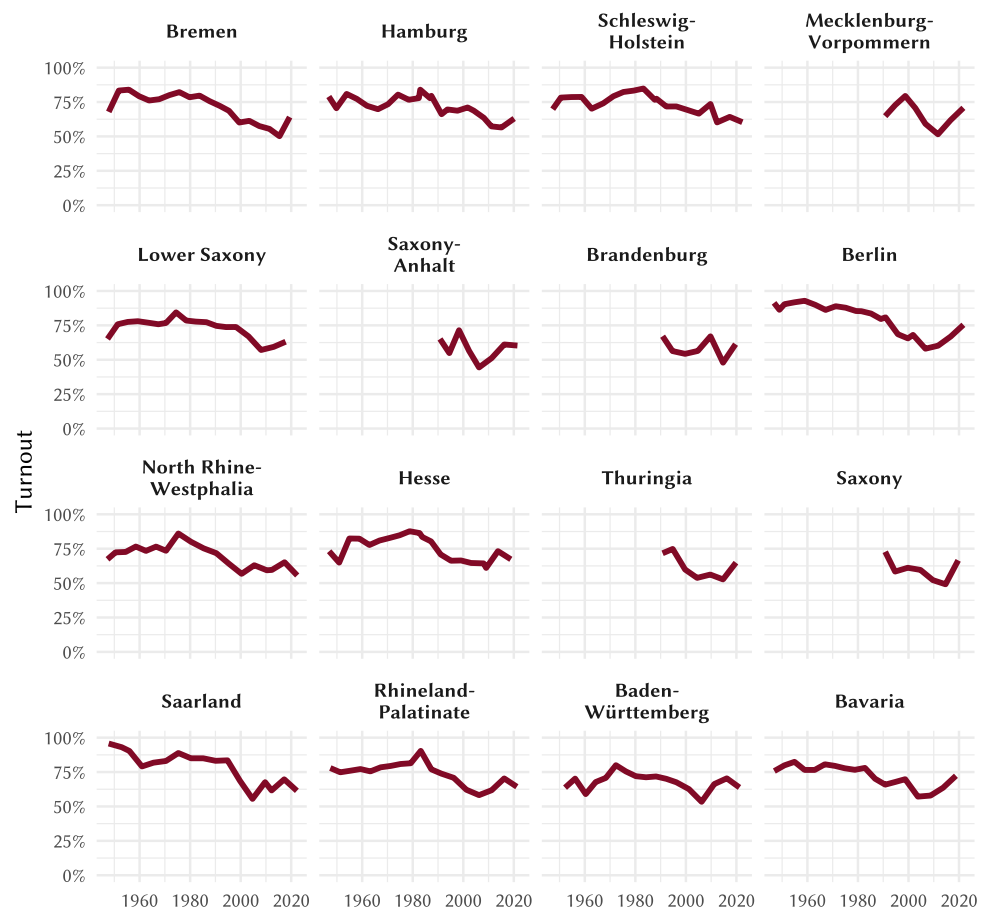 Bremen
Hamburg
Schleswig-
Holstein
Mecklenburg-
Vorpommern
100%
75%
50%
25%
0%
Lower Saxony
Saxony-
Anhalt
Brandenburg
Berlin
100%
75%
50%
25%
0%
Turnout
North Rhine-
Westphalia
Hesse
Thuringia
Saxony
100%
75%
50%
25%
0%
Saarland
Rhineland-
Palatinate
Baden-
Württemberg
Bavaria
100%
75%
50%
25%
0%
1960 1980 2000 2020 1960 1980 2000 2020 1960 1980 2000 2020 1960 1980 2000 2020